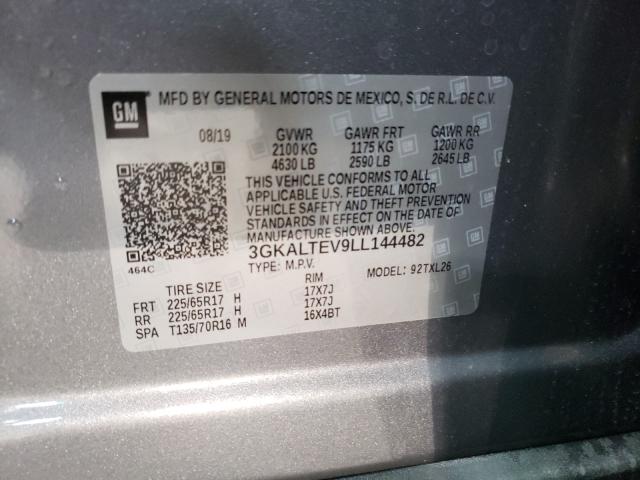 GM MFD BY GENERAL MOTORS DE MEXICO, S. DE R.L. DE C.V.
08/19 GVWR GAWR FRT GAWR RR
2100 KG 1175 KG 1200 KG
4630 LB 2590 LB 2645 LB
THIS VEHICLE CONFORMS TO ALL
APPLICABLE U.S. FEDERAL MOTOR
VEHICLE SAFETY AND THEFT PREVENTION
STANDARDS IN EFFECT ON THE DATE OF
MANUFACTURE SHOWN ABOVE.
3GKALTEV9LL144482
464C TYPE: M.P.V. MODEL: 92TXL26
TIRE SIZE RIM
FRT 225/65R17 H 17X7J
RR 225/65R17 H 17X7J
SPA T135/70R16 M 16X4BT